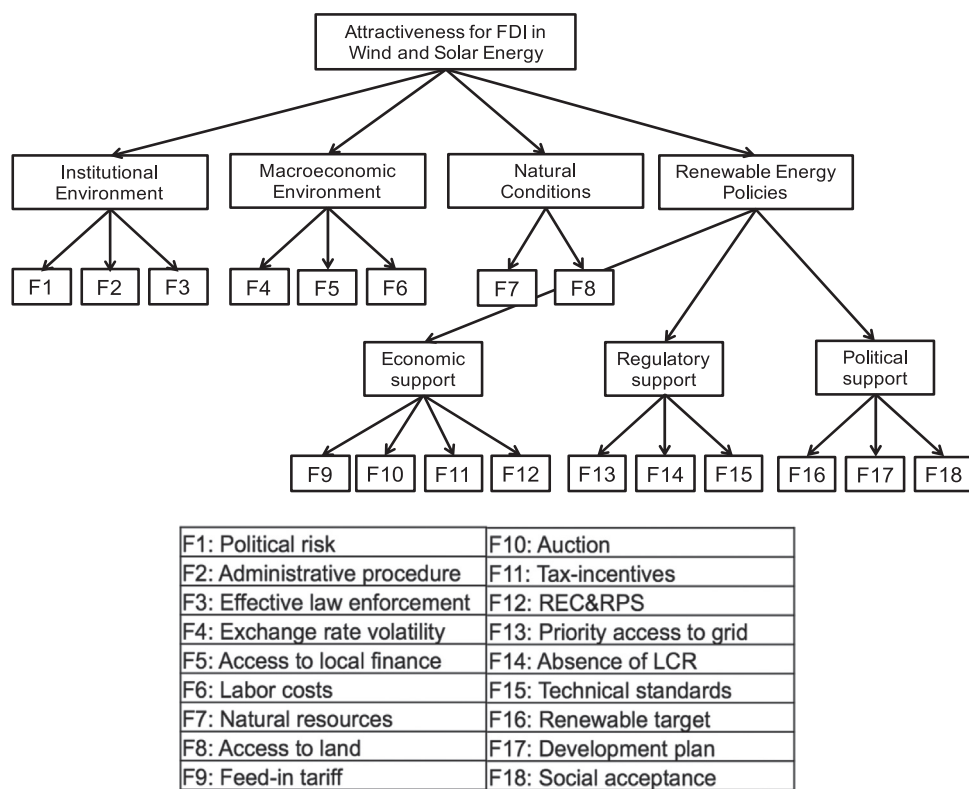 Attractiveness for FDI in
Wind and Solar Energy
Institutional
Environment
Macroeconomic
Environment
Natural
Conditions
Renewable Energy
Policies
F1
F2
F3
F4
F5
F6
F7
F8
Economic
support
Regulatory
support
Political
support
F9
F10
F11
F12
F13
F14
F15
F16
F17
F18
F1: Political risk
F10: Auction
F2: Administrative procedure
F11: Tax-incentives
F3: Effective law enforcement
F12: REC&RPS
F4: Exchange rate volatility
F13: Priority access to grid
F5: Access to local finance
F14: Absence of LCR
F6: Labor costs
F15: Technical standards
F7: Natural resources
F16: Renewable target
F8: Access to land
F17: Development plan
F9: Feed-in tariff
F18: Social acceptance